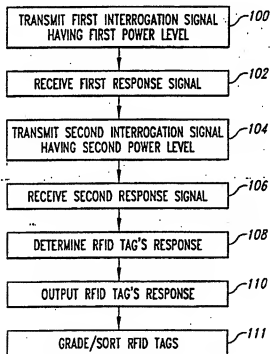 TRANSMIT FIRST INTERROGATION SIGNAL
HAVING FIRST POWER LEVEL
100
RECEIVE FIRST RESPONSE SIGNAL
102
TRANSMIT SECOND INTERROGATION SIGNAL
HAVING SECOND POWER LEVEL
104
RECEIVE SECOND RESPONSE SIGNAL
106
DETERMINE RFID TAG'S RESPONSE
108
OUTPUT RFID TAG'S RESPONSE
110
GRADE/SORT RFID TAGS
111